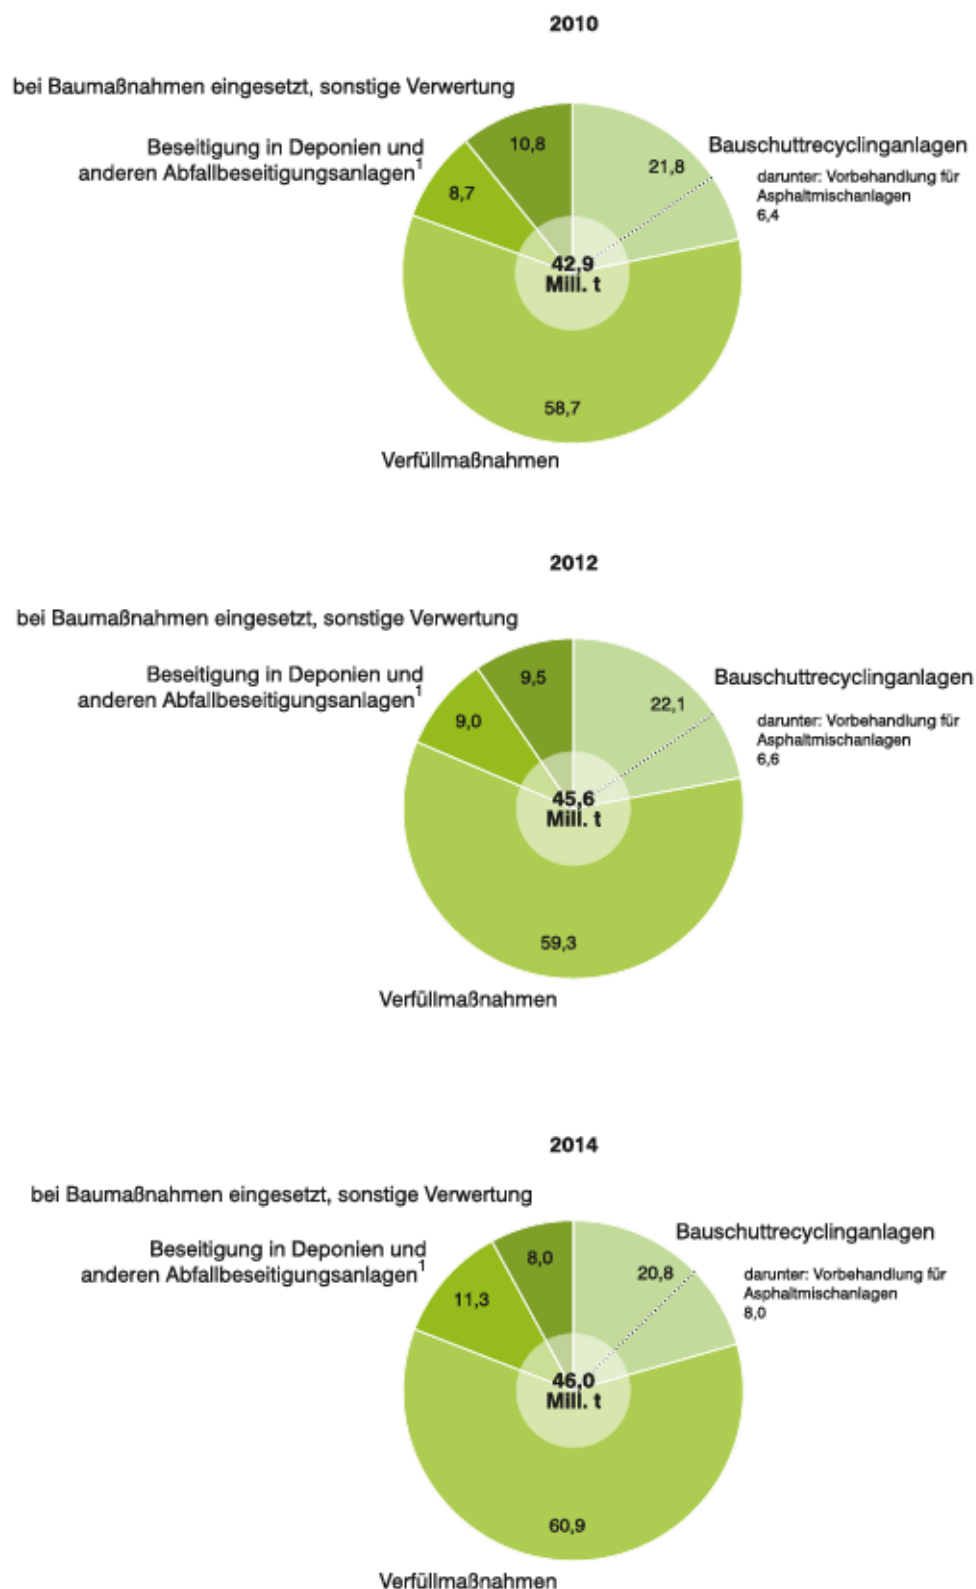 2010
bei Baumaßnahmen eingesetzt, sonstige Verwertung
Beseitigung in Deponien und
anderen Abfallbeseitigungsanlagen¹
10,8
8,7
21,8
Bauschuttrecyclinganlagen
darunter: Vorbehandlung für
Asphaltmischanlagen
6,4
42,9
Mill. t
58,7
Verfüllmaßnahmen
2012
bei Baumaßnahmen eingesetzt, sonstige Verwertung
Beseitigung in Deponien und
anderen Abfallbeseitigungsanlagen¹
9,5
9,0
22,1
Bauschuttrecyclinganlagen
darunter: Vorbehandlung für
Asphaltmischanlagen
6,6
45,6
Mill. t
59,3
Verfüllmaßnahmen
2014
bei Baumaßnahmen eingesetzt, sonstige Verwertung
Beseitigung in Deponien und
anderen Abfallbeseitigungsanlagen¹
8,0
11,3
20,8
Bauschuttrecyclinganlagen
darunter: Vorbehandlung für
Asphaltmischanlagen
8,0
46,0
Mill. t
60,9
Verfüllmaßnahmen